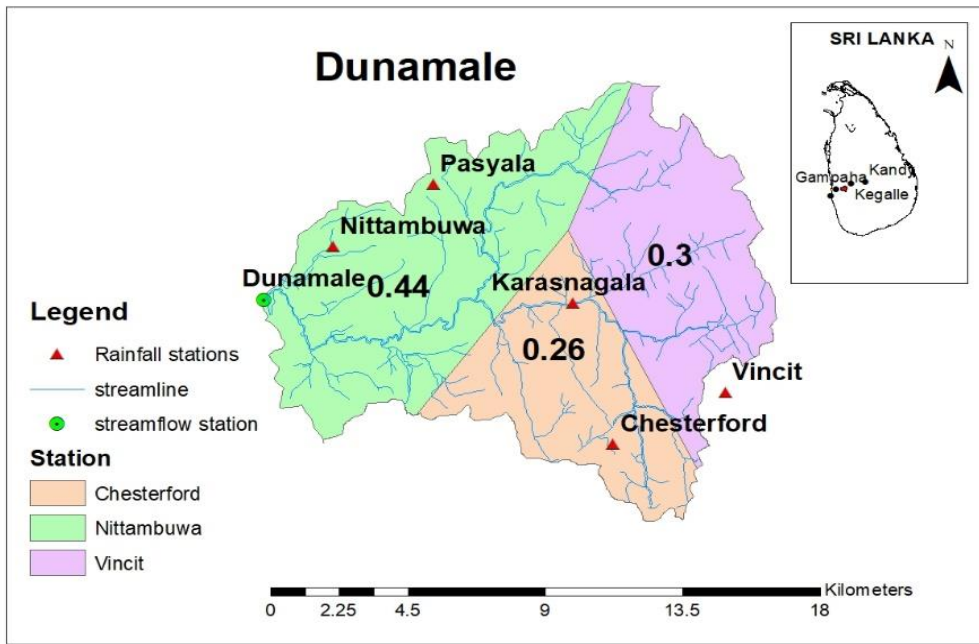 Dunamale
SRI LANKA
N
Gampaha
Kandy
Kegalle
Pasyala
Nittambuwa
Dunamale
0.44
Karasnagala
0.3
0.26
Vincit
Chesterford
Legend
Rainfall stations
streamline
streamflow station
Station
Chesterford
Nittambuwa
Vincit
Kilometers
0 2.25 4.5 9 13.5 18